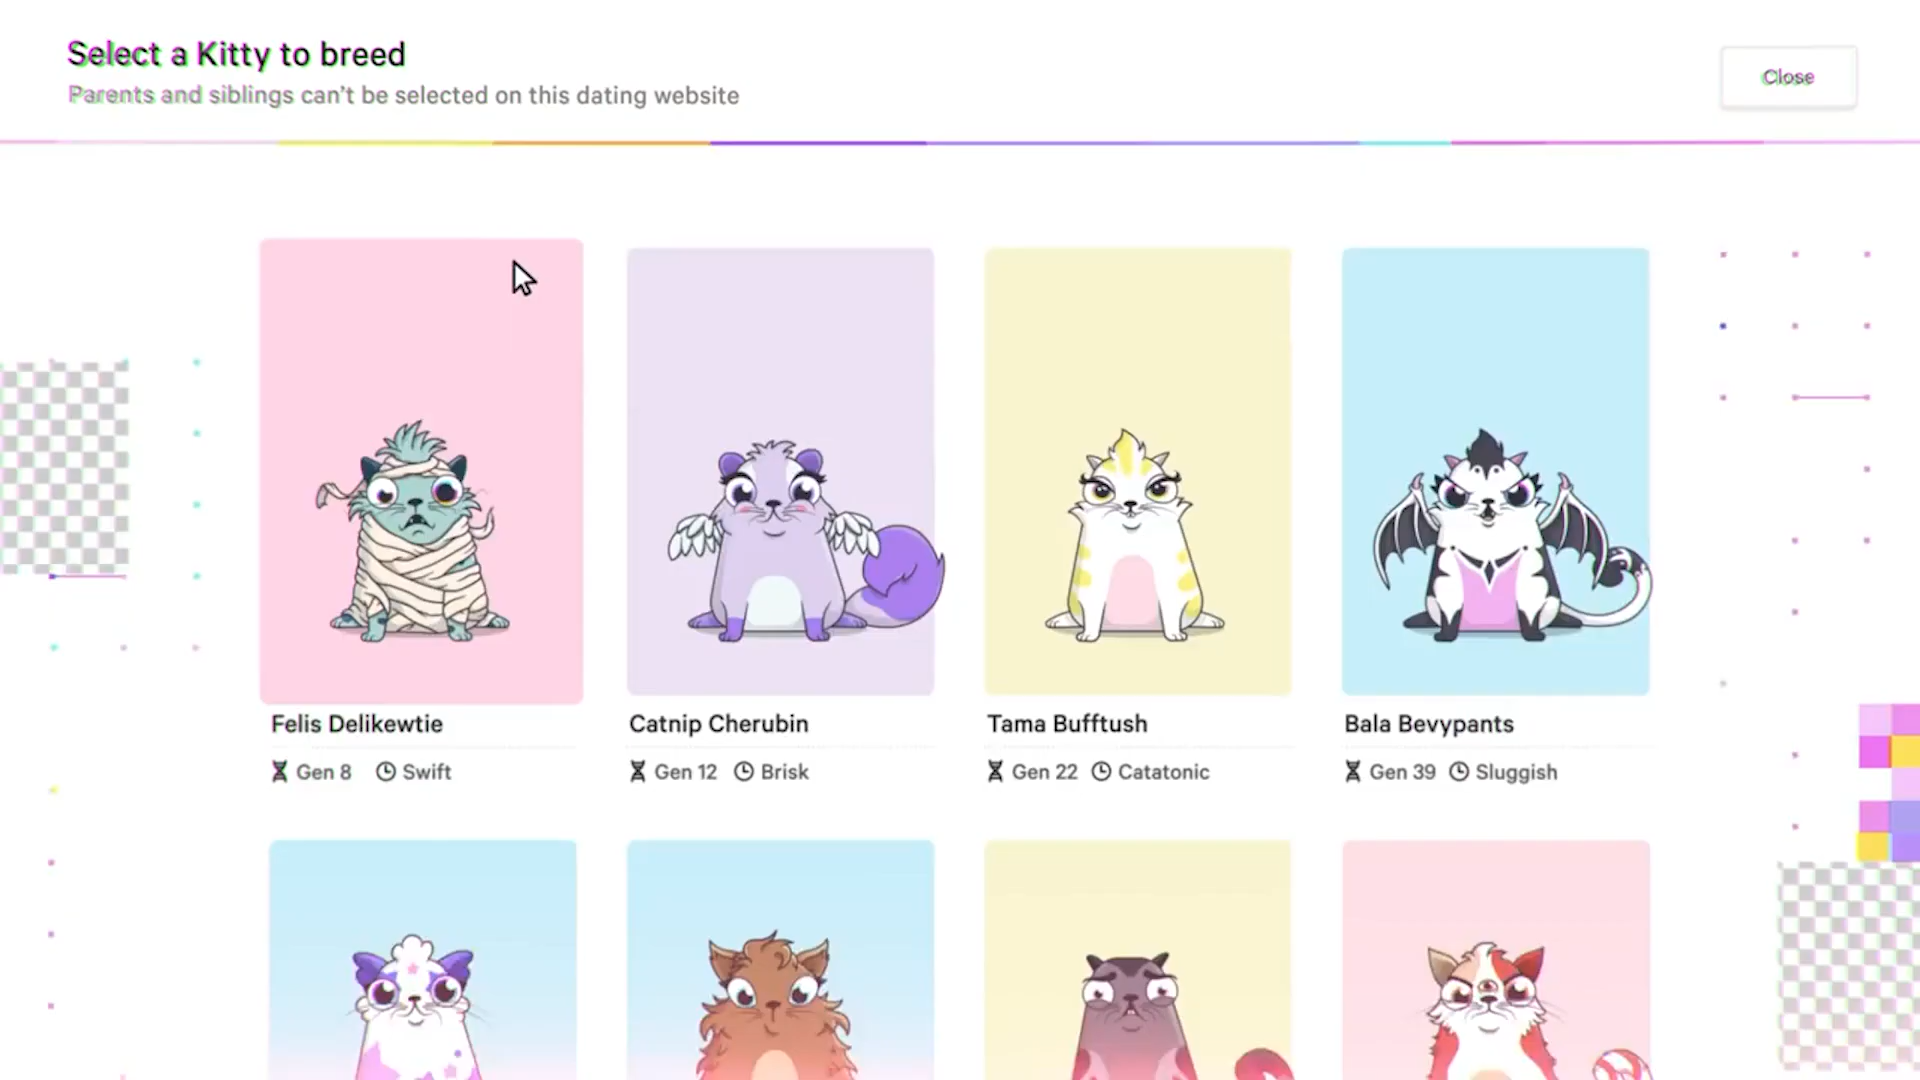 Select a Kitty to breed
Parents and siblings can't be selected on this dating website
Close
Felis Delikewtie
Gen 8 Swift
Catnip Cherubin
Gen 12 Brisk
Tama Bufftush
Gen 22 Catatonic
Bala Bevypants
Gen 39 Sluggish